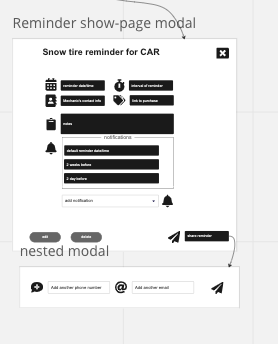 Reminder show-page modal
Snow tire reminder for CAR
reminder date/time
interval of reminder
Mechanic's contact info
link to purchase
notes
notifications
default reminder date/time
2 weeks before
2 day before
add notification
edit
delete
share reminder
nested modal
Add another phone number
@
Add another email